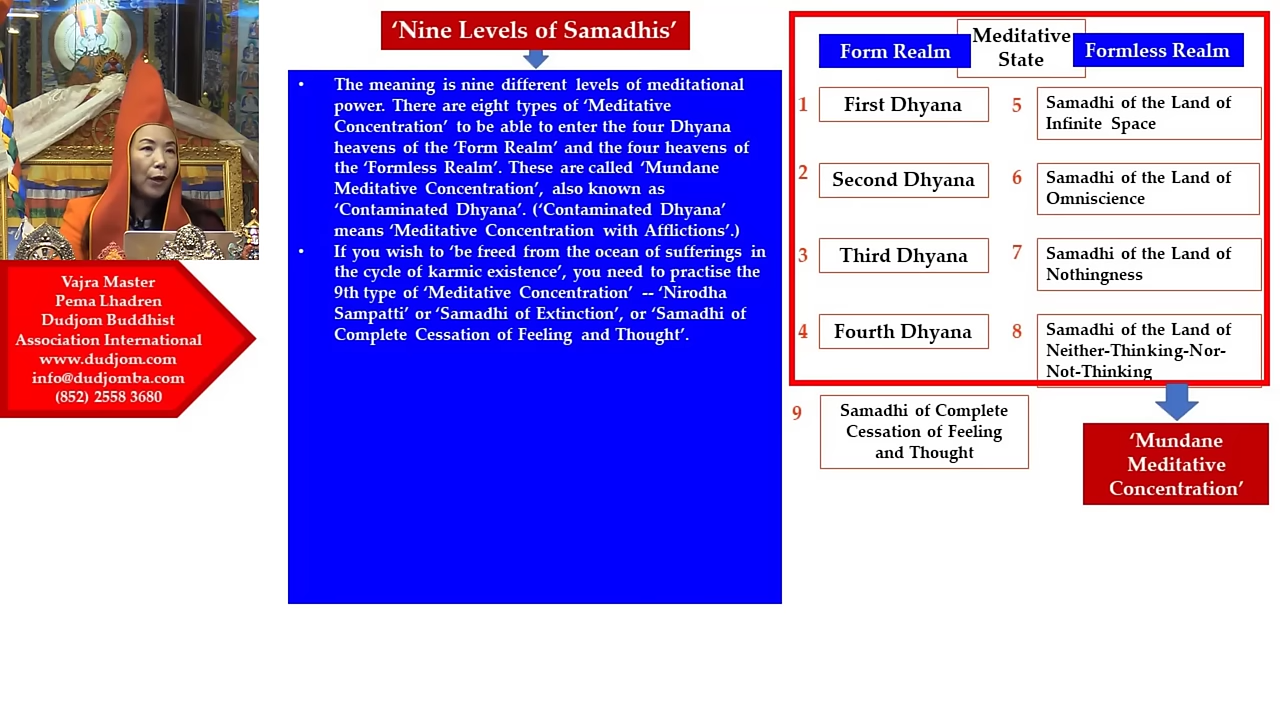 ‘Nine Levels of Samadhis’
• The meaning is nine different levels of meditational
power. There are eight types of ‘Meditative
Concentration’ to be able to enter the four Dhyana
heavens of the ‘Form Realm’ and the four heavens of
the ‘Formless Realm’. These are called ‘Mundane
Meditative Concentration’, also known as
‘Contaminated Dhyana’. (‘Contaminated Dhyana’
means ‘Meditative Concentration with Afflictions’.)
• If you wish to ‘be freed from the ocean of sufferings in
the cycle of karmic existence’, you need to practise the
9th type of ‘Meditative Concentration’ -- ‘Nirodha
Sampatti’ or ‘Samadhi of Extinction’, or ‘Samadhi of
Complete Cessation of Feeling and Thought’.
Vajra Master
Pema Lhadren
Dudjom Buddhist
Association International
www.dudjom.com
info@dudjomba.com
(852) 2558 3680
Form Realm
Meditative
State
Formless Realm
1 First Dhyana
2 Second Dhyana
3 Third Dhyana
4 Fourth Dhyana
5 Samadhi of the Land of
Infinite Space
6 Samadhi of the Land of
Omniscience
7 Samadhi of the Land of
Nothingness
8 Samadhi of the Land of
Neither-Thinking-Nor-
Not-Thinking
9 Samadhi of Complete
Cessation of Feeling
and Thought
‘Mundane
Meditative
Concentration’